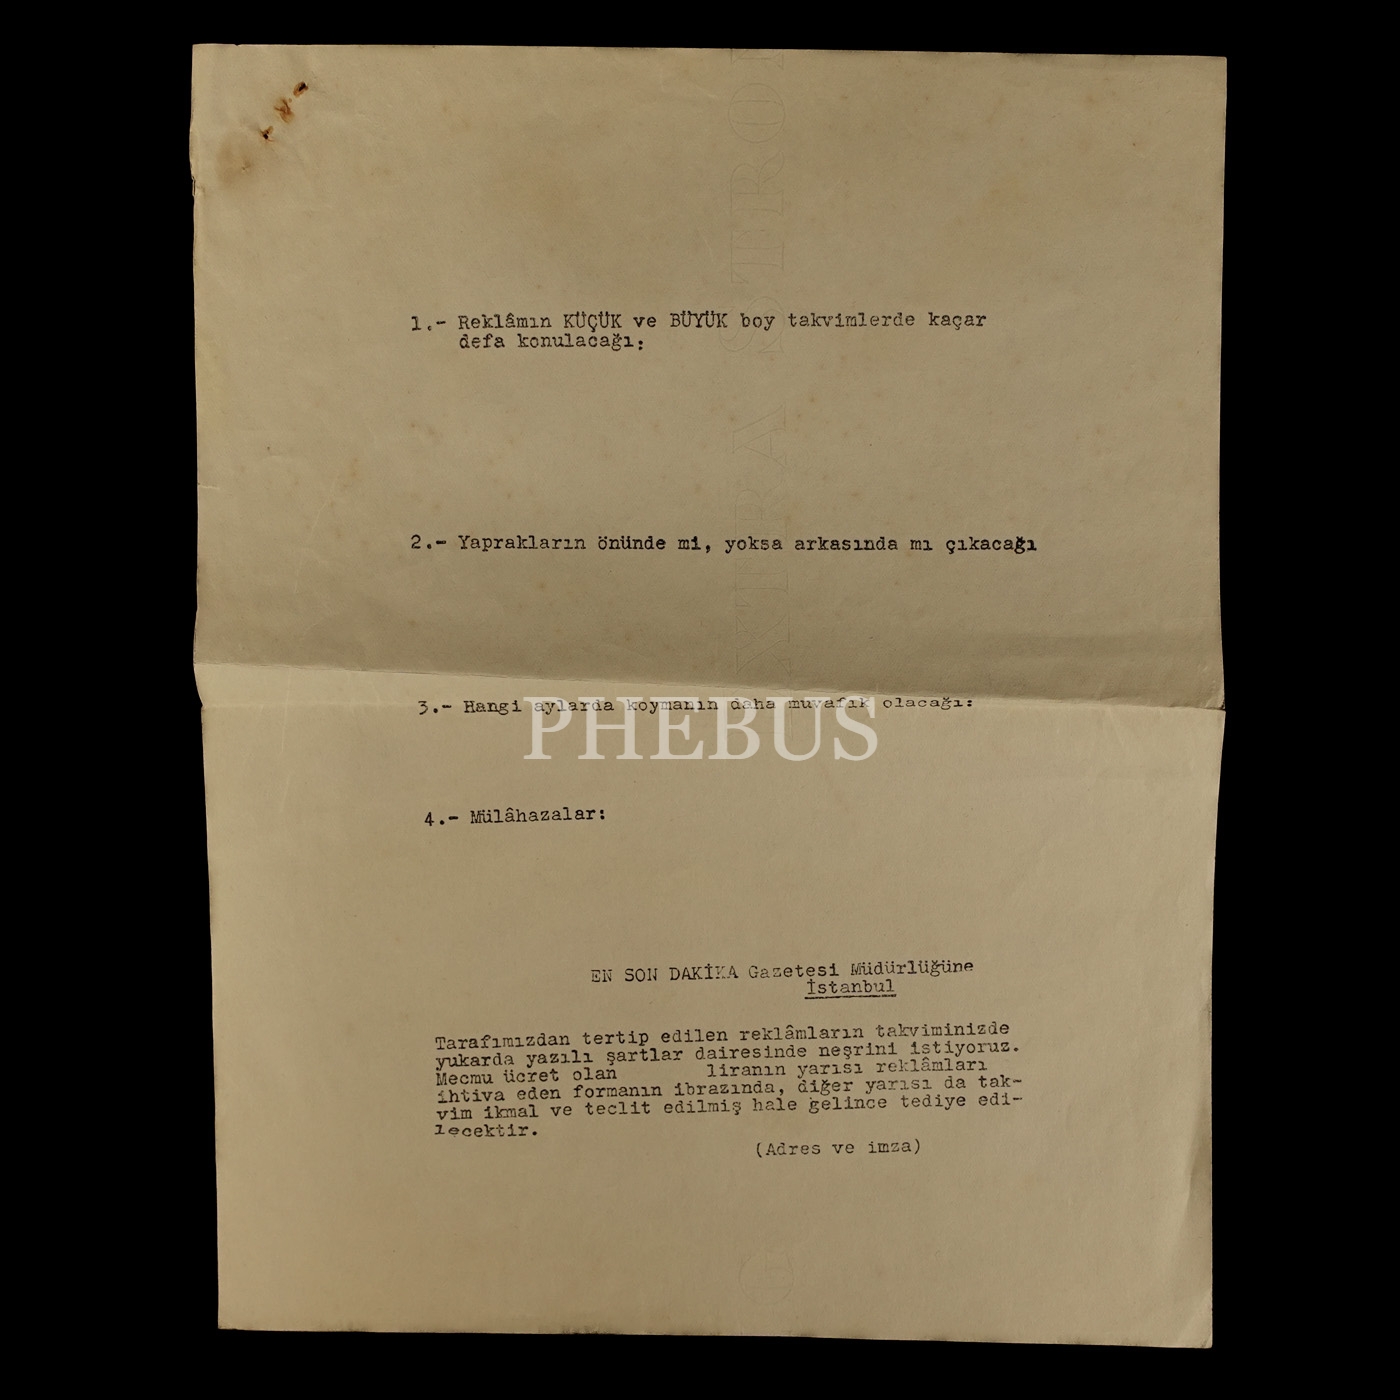 1.- Reklâmın KÜÇÜK ve BÜYÜK boy takvimlerde kaçar
defa konulacağı:
2.- Yaprakların önünde mi, yoksa arkasında mı çıkacağı
3.- Hangi aylarda koymanın daha muvafık olacağı:
PHEBUS
4.- Mülâhazalar:
EN SON DAKİKA Gazetesi Müdürlüğüne
İstanbul
Tarafımızdan tertip edilen reklâmların takviminizde
yukarda yazılı şartlar dairesinde neşrini istiyoruz.
Mecmu ücret olan liranın yarısı reklâmları
ihtiva eden formanın ibrazında, diğer yarısı da tak-
vim ikmal ve teclit edilmiş hale gelince tediye edi-
lecektir.
(Adres ve imza)